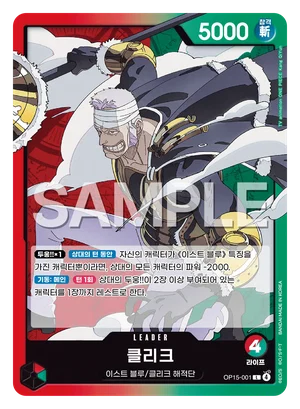 5000
참격
斬
SAMPLE
두웅!!×1 상대의 턴 동안 자신의 캐릭터가 《이스트 블루》 특징을
가진 캐릭터뿐이라면, 상대의 모든 캐릭터의 파워 -2000.
기동: 메인 턴 1회 상대의 두웅!!이 2장 이상 부여되어 있는
캐릭터를 1장까지 레스트로 한다.
LEADER
클리크
이스트 블루/클리크 해적단
4
라이프
OP15-001 L